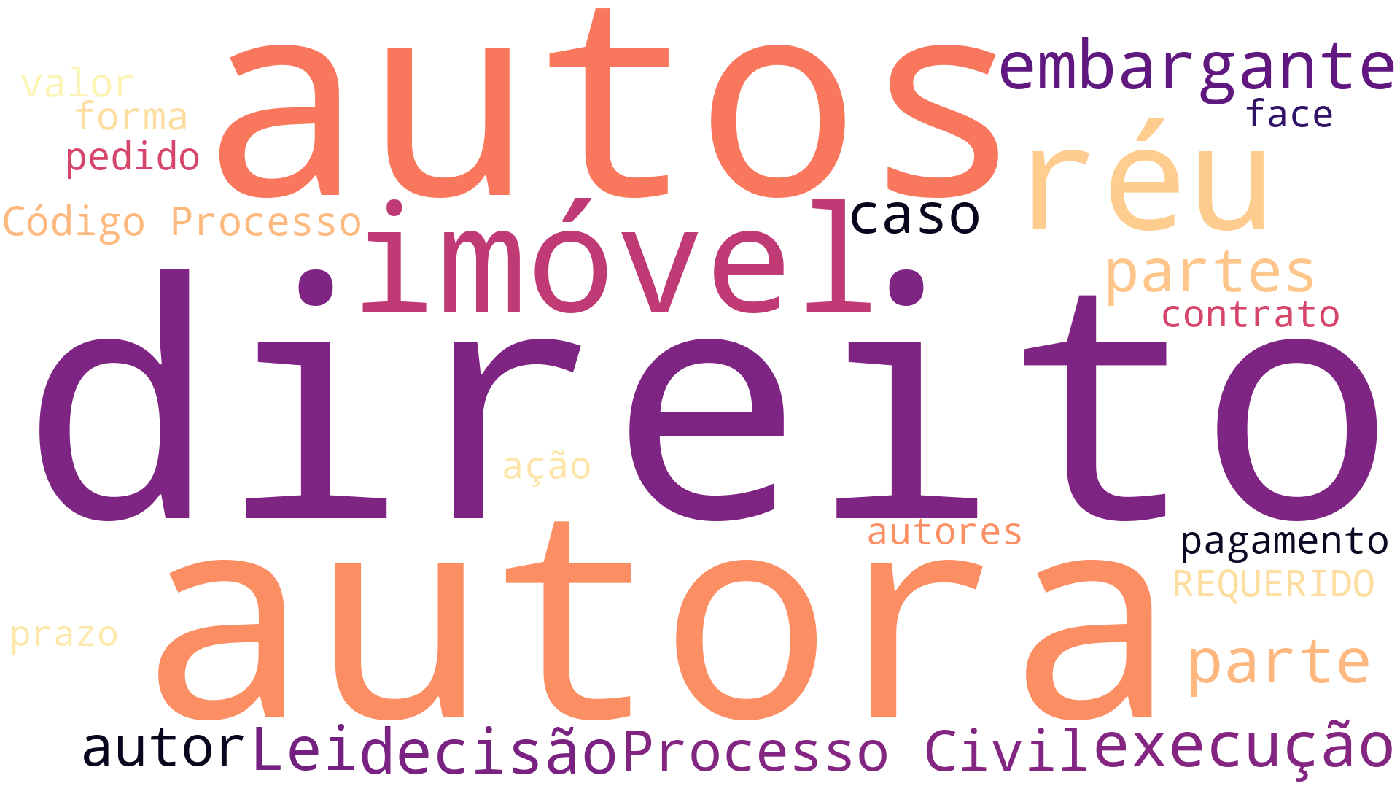 autos
embargante
valor
face
forma
réu
pedido
imóvel
caso
Código Processo
partes
contrato
direito
ação
autores
pagamento
autora
REQUERIDO
prazo
parte
autor
Lei
decisão
Processo Civil
execução